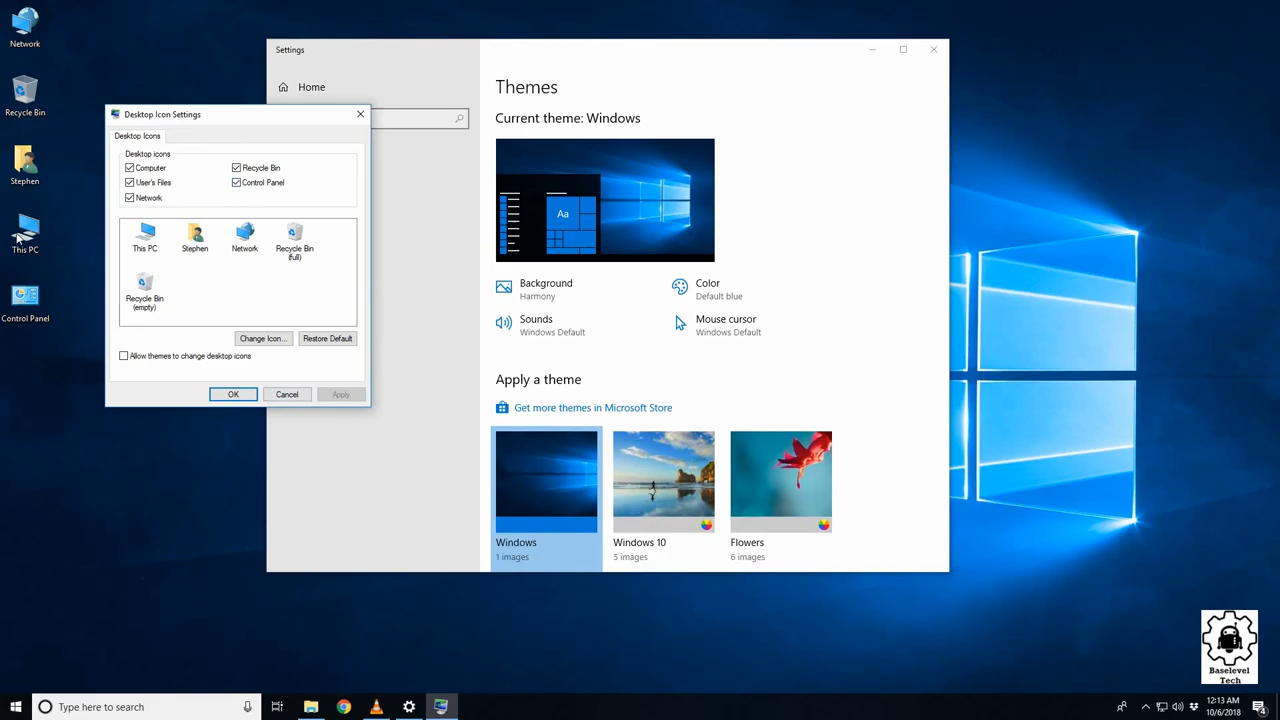 Network
Recycle Bin
Stephen
This PC
Control Panel
Desktop Icon Settings
Desktop Icons
Desktop icons
Computer
Recycle Bin
User's Files
Control Panel
Network
This PC
Stephen
Network
Recycle Bin
(full)
Recycle Bin
(empty)
Change Icon...
Restore Default
Allow themes to change desktop icons
OK
Cancel
Apply
Settings
Home
Themes
Current theme: Windows
Aa
Background
Harmony
Color
Default blue
Sounds
Windows Default
Mouse cursor
Windows Default
Apply a theme
Get more themes in Microsoft Store
Windows
1 images
Windows 10
5 images
Flowers
6 images
Baselevel
Tech
Type here to search
12:13 AM
10/6/2018
4